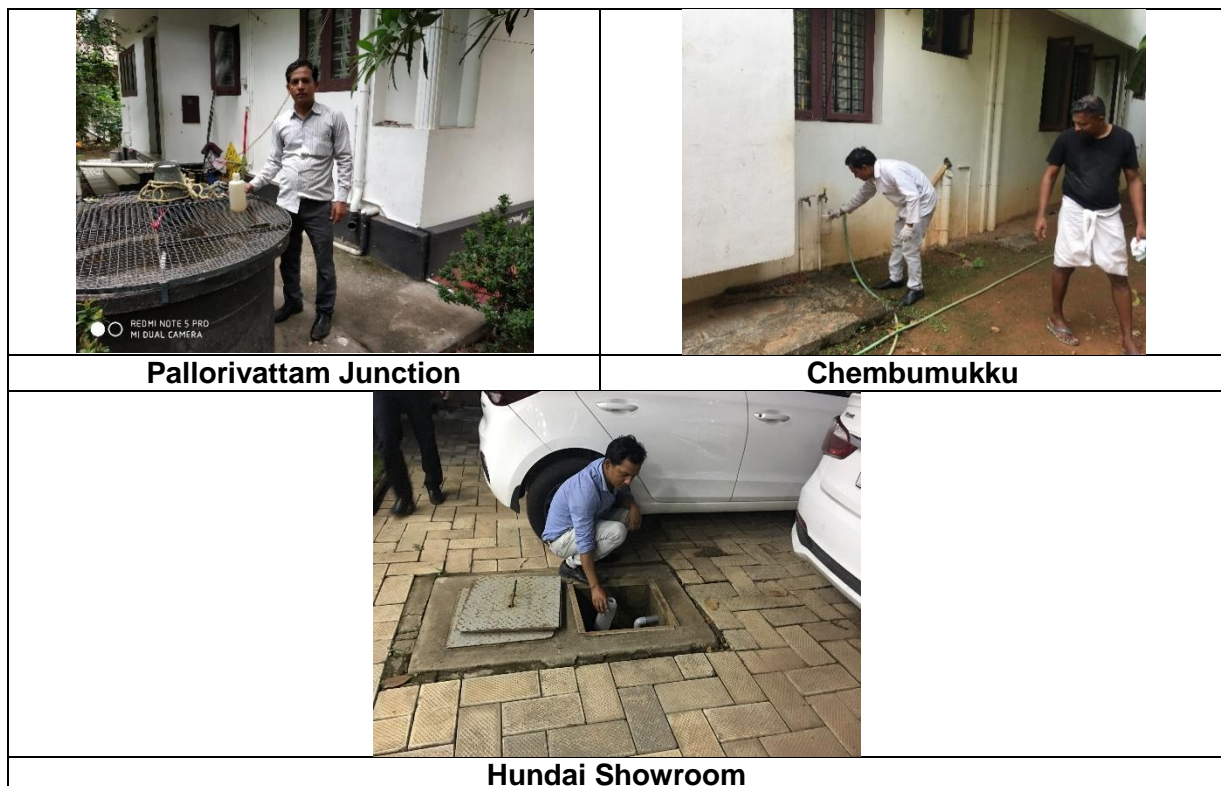 REDMI NOTE 5 PRO
MI DUAL CAMERA
Pallorivattam Junction
Chembumukku
Hundai Showroom